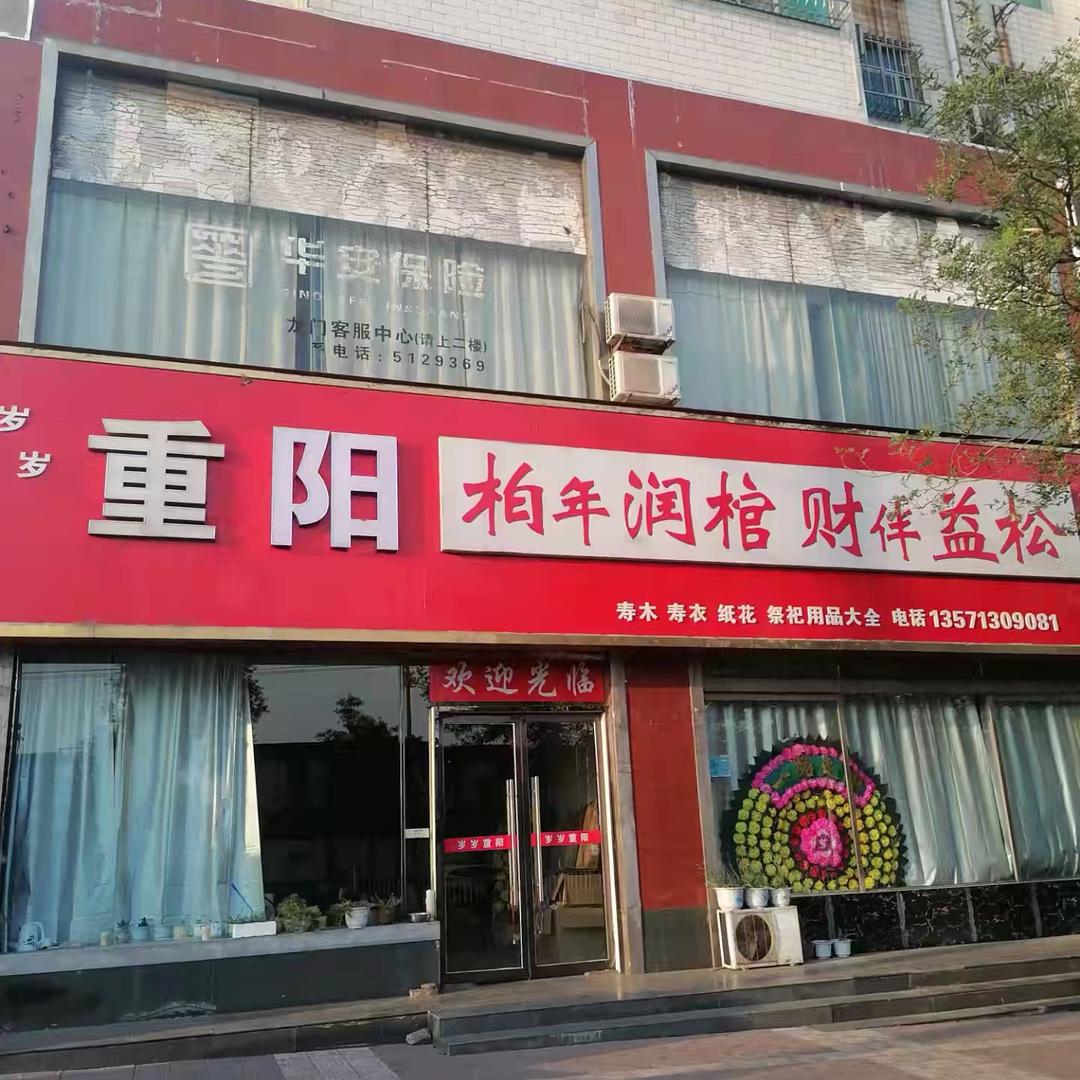 华安保险
龙门客服中心(请上二楼)
电话：5129369
岁岁
重阳
柏年润棺 财伴益松
寿木 寿衣 纸花 祭祀用品大全 电话13571309081
欢迎光临
岁岁重阳
岁岁重阳